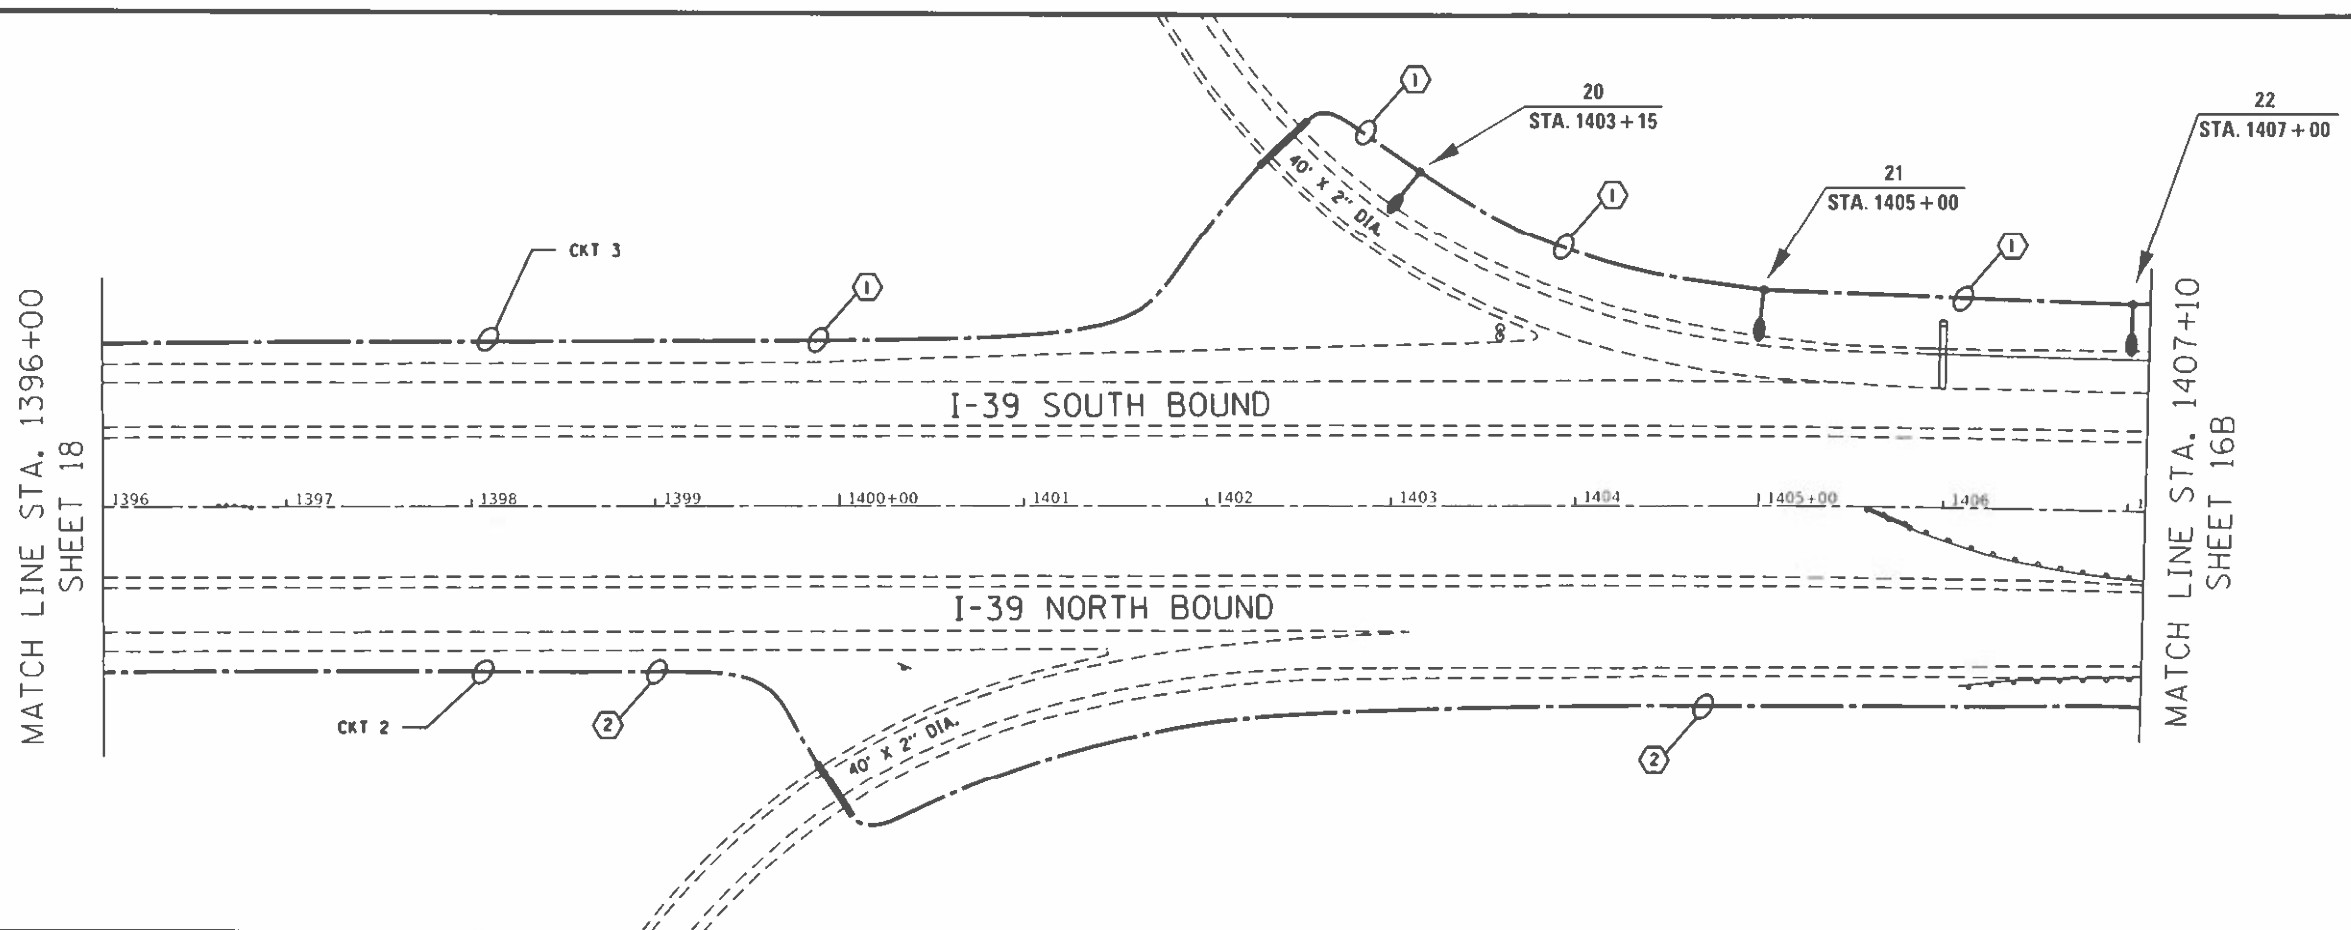 1
20
STA. 1403+15
22
STA. 1407+00
40' X 2" DIA.
1
21
STA. 1405+00
CKT 3
1
1
MATCH LINE STA. 1396+00
SHEET 18
8
I-39 SOUTH BOUND
1396 1397 1398 1399 1400+00 1401 1402 1403 1404 1405+00 1406 1
MATCH LINE STA. 1407+10
SHEET 16B
I-39 NORTH BOUND
CKT 2
2
40' X 2" DIA.
2